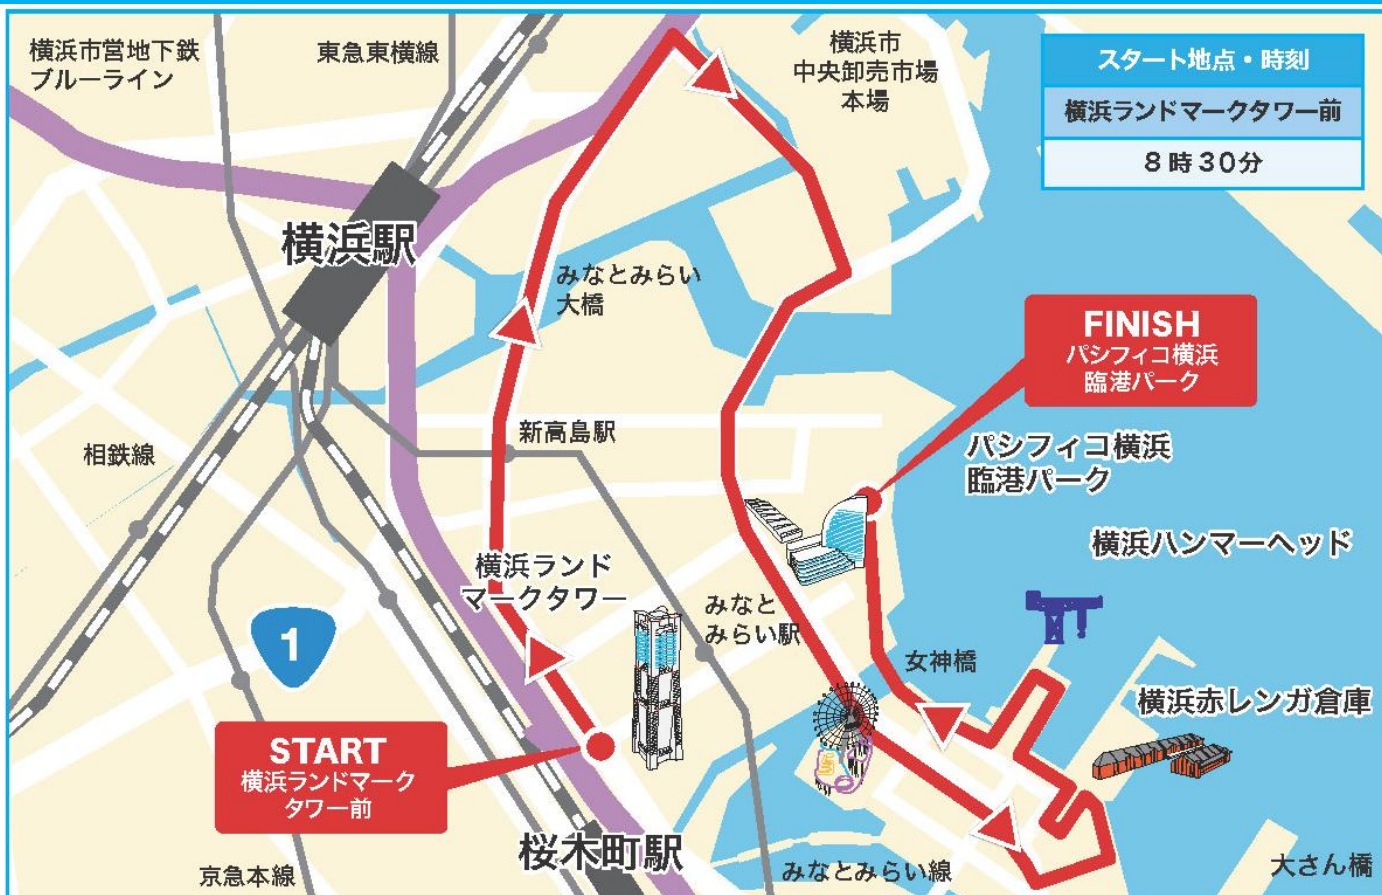 横浜市営地下鉄
ブルーライン
東急東横線
横浜市
中央卸売市場
本場
スタート地点・時刻
横浜ランドマークタワー前
8時30分
横浜駅
みなとみらい
大橋
FINISH
パシフィコ横浜
臨港パーク
相鉄線
新高島駅
パシフィコ横浜
臨港パーク
横浜ハンマーヘッド
横浜ランド
マークタワー
みなと
みらい駅
1
女神橋
横浜赤レンガ倉庫
START
横浜ランドマーク
タワー前
桜木町駅
京急本線
みなとみらい線
大さん橋